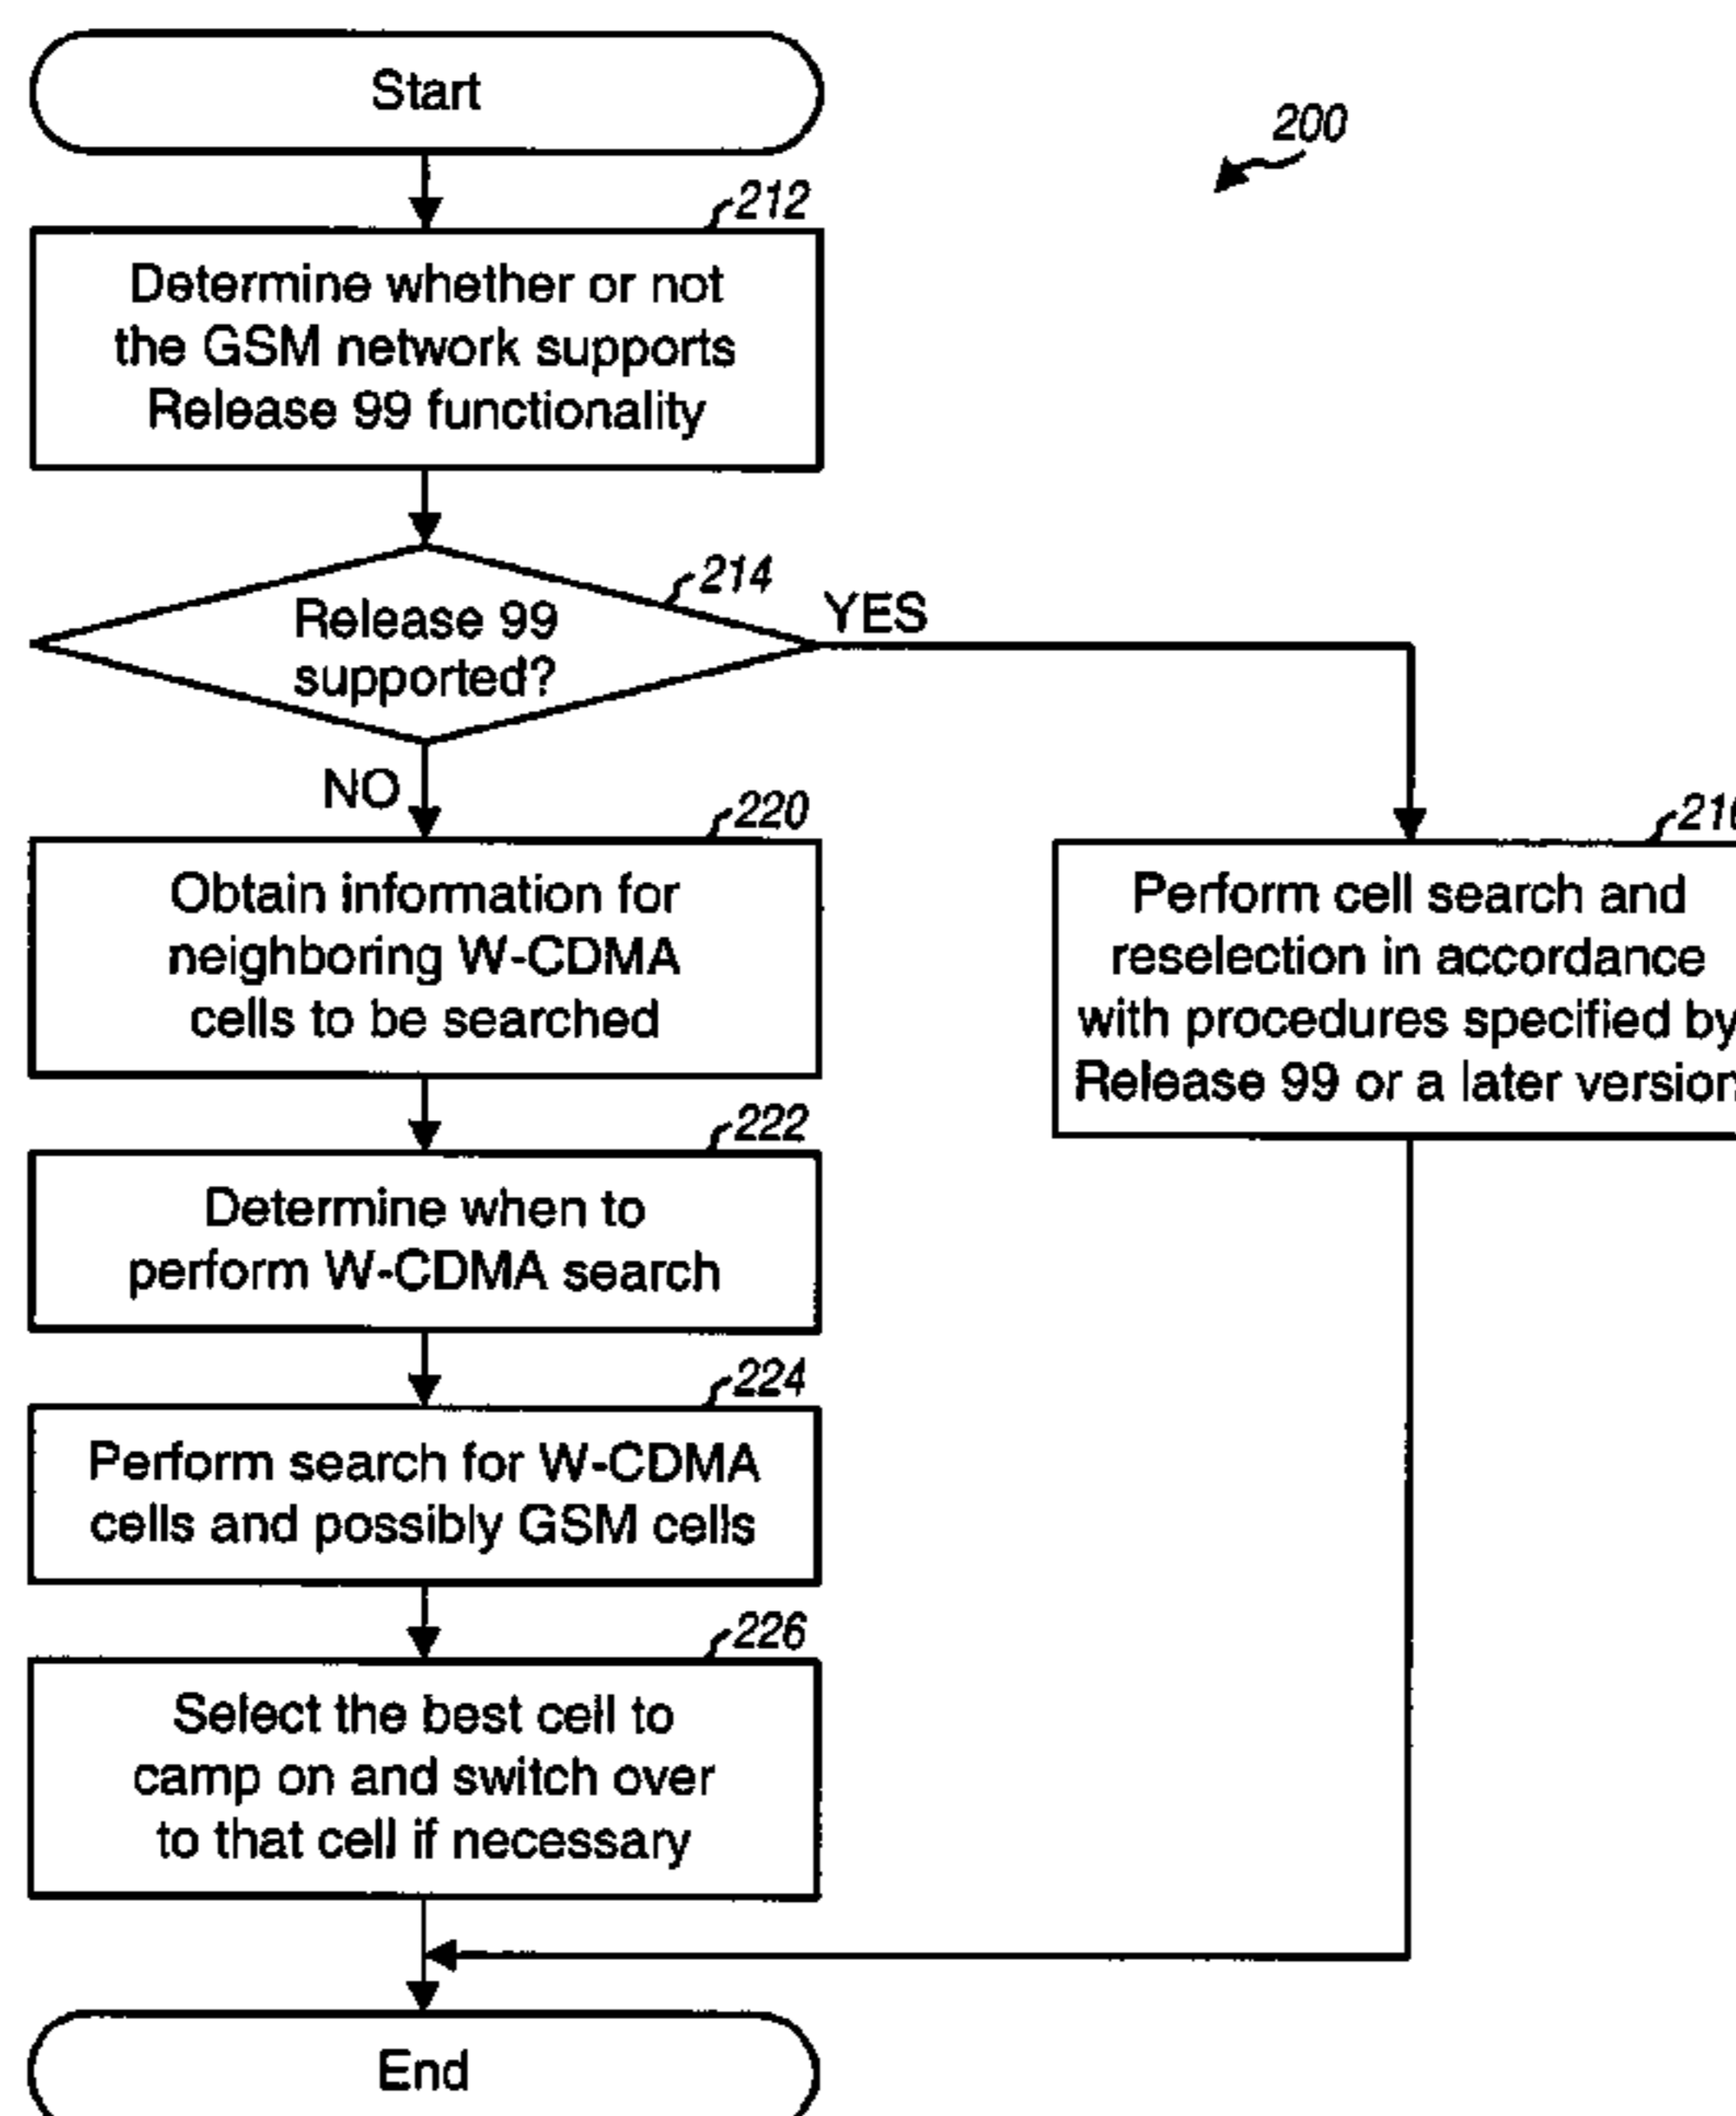 Start
200
212
Determine whether or not
the GSM network supports
Release 99 functionality
214
Release 99
supported?
YES
NO
220
Obtain information for
neighboring W-CDMA
cells to be searched
Perform cell search and
reselection in accordance
with procedures specified by
Release 99 or a later version
222
Determine when to
perform W-CDMA search
224
Perform search for W-CDMA
cells and possibly GSM cells
226
Select the best cell to
camp on and switch over
to that cell if necessary
End